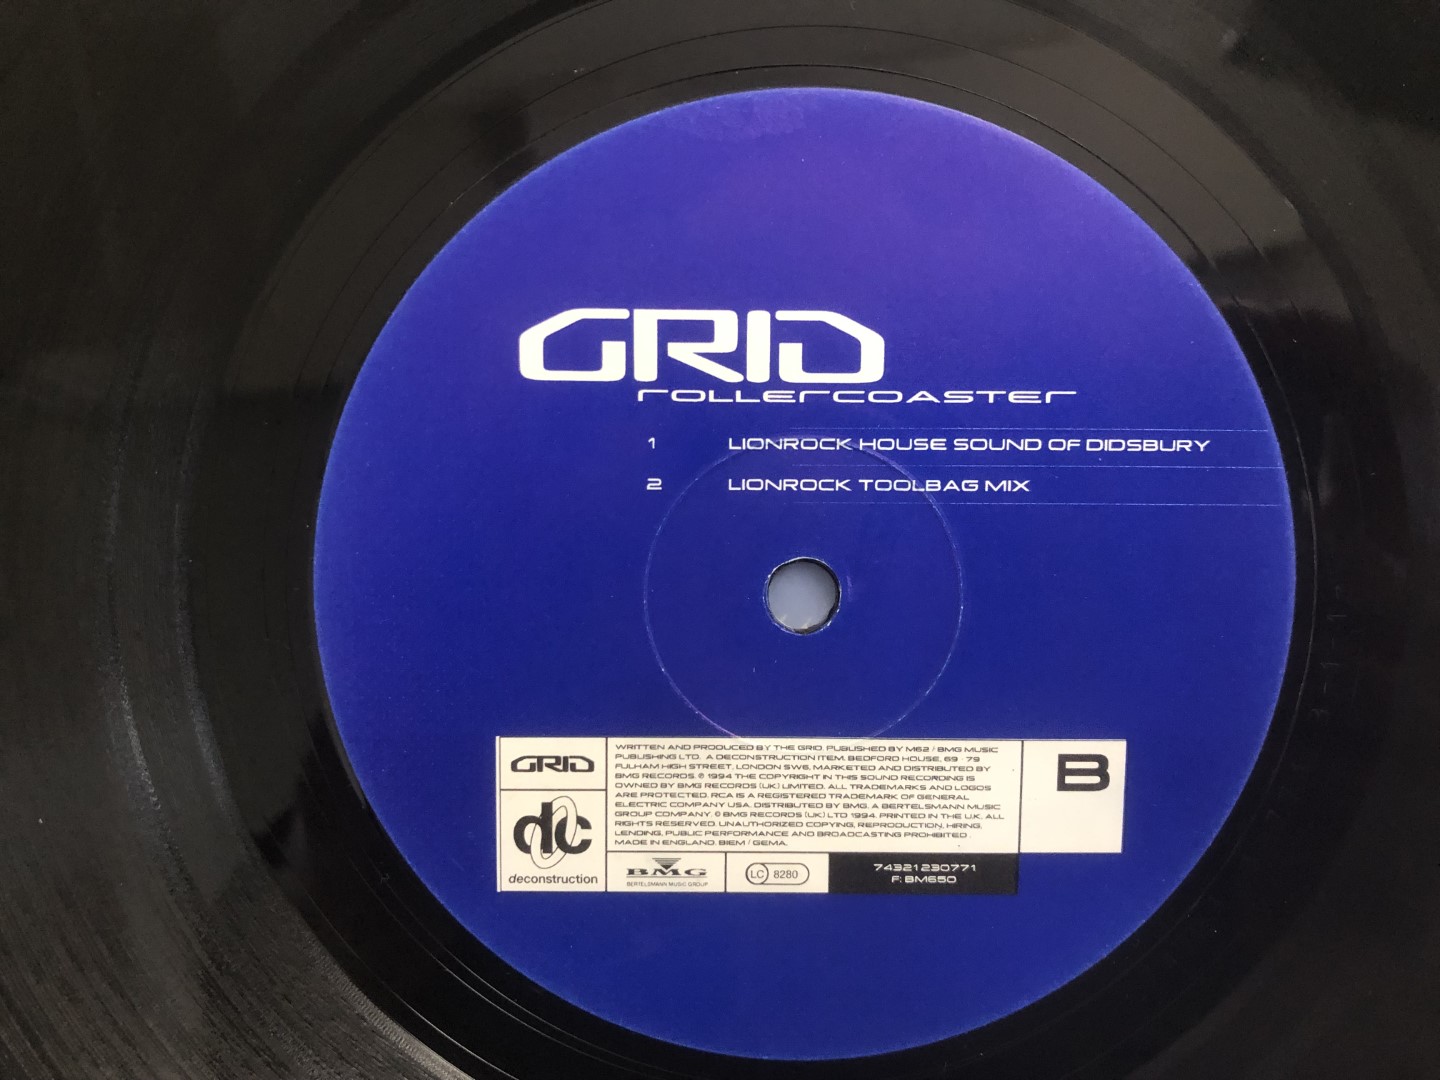 GRID
rollercoaster
1 LIONROCK HOUSE SOUND OF DIDSBURY
2 LIONROCK TOOLBAG MIX
GRID
dc
deconstruction
WRITTEN AND PRODUCED BY THE GRID. PUBLISHED BY M62 / BMG MUSIC
PUBLISHING LTD. A DECONSTRUCTION ITEM. BEDFORD HOUSE, 69 - 79
FULHAM HIGH STREET, LONDON SW6, MARKETED AND DISTRIBUTED BY
BMG RECORDS. ℗ 1994 THE COPYRIGHT IN THIS SOUND RECORDING IS
OWNED BY BMG RECORDS (UK) LIMITED. ALL TRADEMARKS AND LOGOS
ARE PROTECTED. RCA IS A REGISTERED TRADEMARK OF GENERAL
ELECTRIC COMPANY USA. DISTRIBUTED BY BMG. A BERTELSMANN MUSIC
GROUP COMPANY. © BMG RECORDS (UK) LTD 1994. PRINTED IN THE U.K. ALL
RIGHTS RESERVED. UNAUTHORIZED COPYING, REPRODUCTION, HIRING,
LENDING, PUBLIC PERFORMANCE AND BROADCASTING PROHIBITED.
MADE IN ENGLAND. BIEM / GEMA.
B
BMG
BERTELSMANN MUSIC GROUP
LC 8280
74321230771
F: BM650